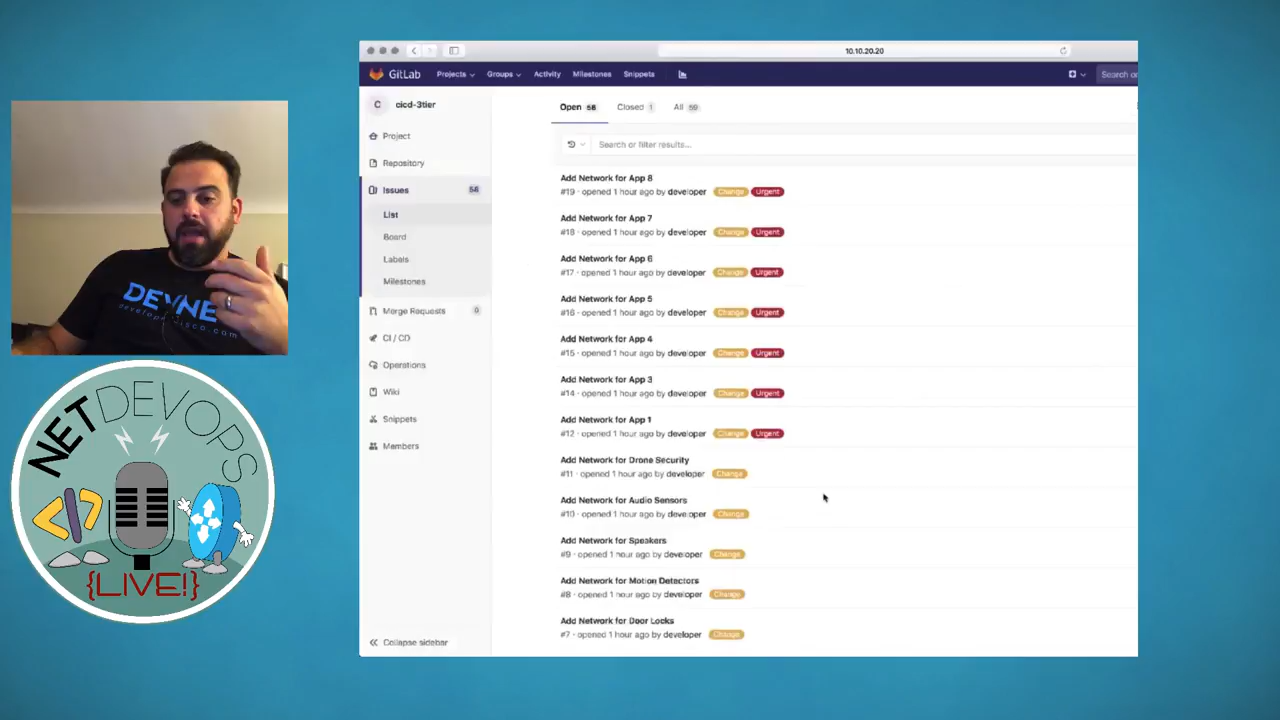 10.10.20.20
GitLab Projects Groups Activity Milestones Snippets Search or
C cicd-3tier
Project
Repository
Issues 58
List
Board
Labels
Milestones
Merge Requests 0
CI / CD
Operations
Wiki
Snippets
Members
Collapse sidebar
Open 58 Closed 1 All 59
Search or filter results...
Add Network for App 8
#19 · opened 1 hour ago by developer Change Urgent
Add Network for App 7
#18 · opened 1 hour ago by developer Change Urgent
Add Network for App 6
#17 · opened 1 hour ago by developer Change Urgent
Add Network for App 5
#16 · opened 1 hour ago by developer Change Urgent
Add Network for App 4
#15 · opened 1 hour ago by developer Change Urgent
Add Network for App 3
#14 · opened 1 hour ago by developer Change Urgent
Add Network for App 1
#12 · opened 1 hour ago by developer Change Urgent
Add Network for Drone Security
#11 · opened 1 hour ago by developer Change
Add Network for Audio Sensors
#10 · opened 1 hour ago by developer Change
Add Network for Speakers
#9 · opened 1 hour ago by developer Change
Add Network for Motion Detectors
#8 · opened 1 hour ago by developer Change
Add Network for Door Locks
#7 · opened 1 hour ago by developer Change
DEVNE
NETDEVOPS
{LIVE!}